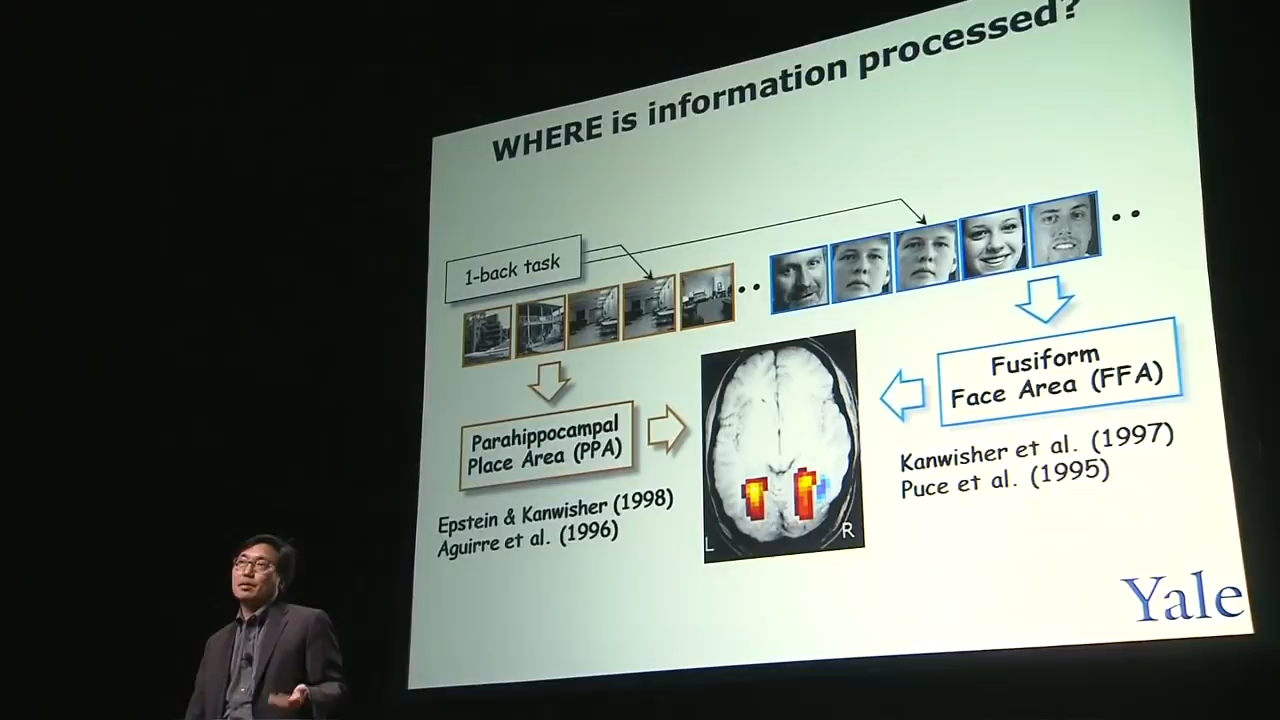 WHERE is information processed?
1-back task
Parahippocampal
Place Area (PPA)
Epstein & Kanwisher (1998)
Aguirre et al. (1996)
L
R
Fusiform
Face Area (FFA)
Kanwisher et al. (1997)
Puce et al. (1995)
Yale